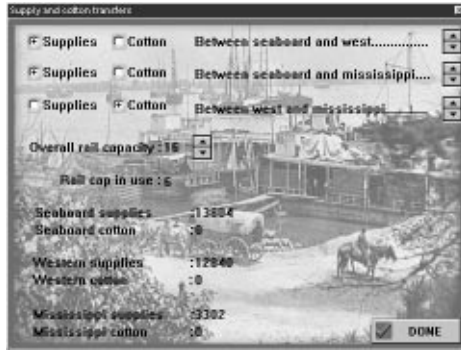 Supply and cotton transfers
Supplies Cotton Between seaboard and west...............
Supplies Cotton Between seaboard and mississippi....
Supplies Cotton Between west and mississippi
Overall rail capacity :16
Rail cap in use :6
Seaboard supplies :13804
Seaboard cotton :0
Western supplies :12840
Western cotton :0
Mississippi supplies :3302
Mississippi cotton :0
DONE